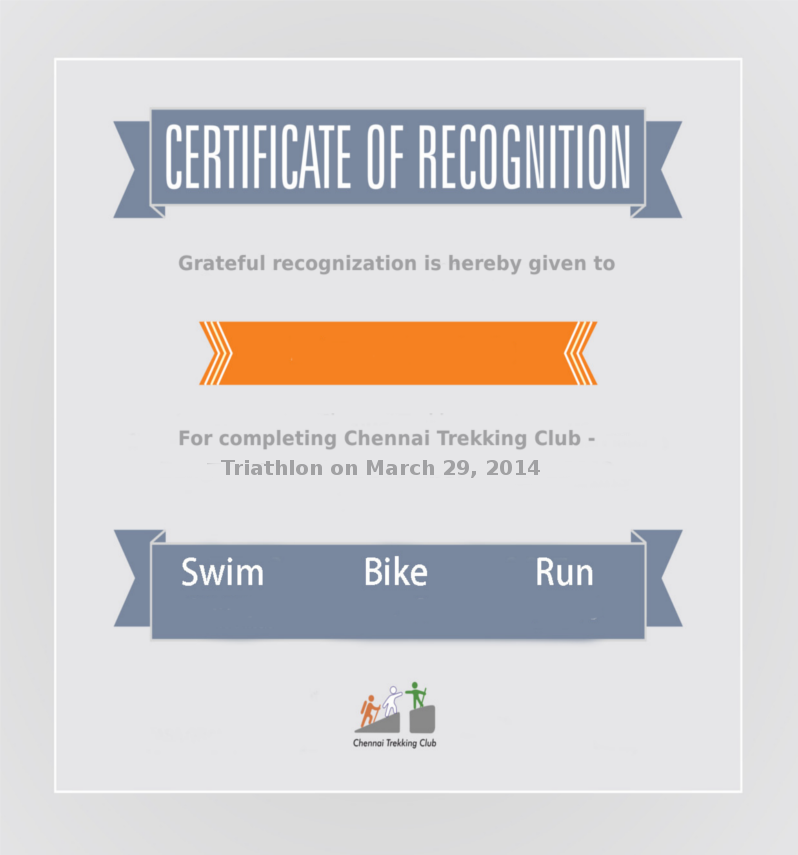 CERTIFICATE OF RECOGNITION
Grateful recognization is hereby given to
For completing Chennai Trekking Club -
Triathlon on March 29, 2014
Swim Bike Run
Chennai Trekking Club